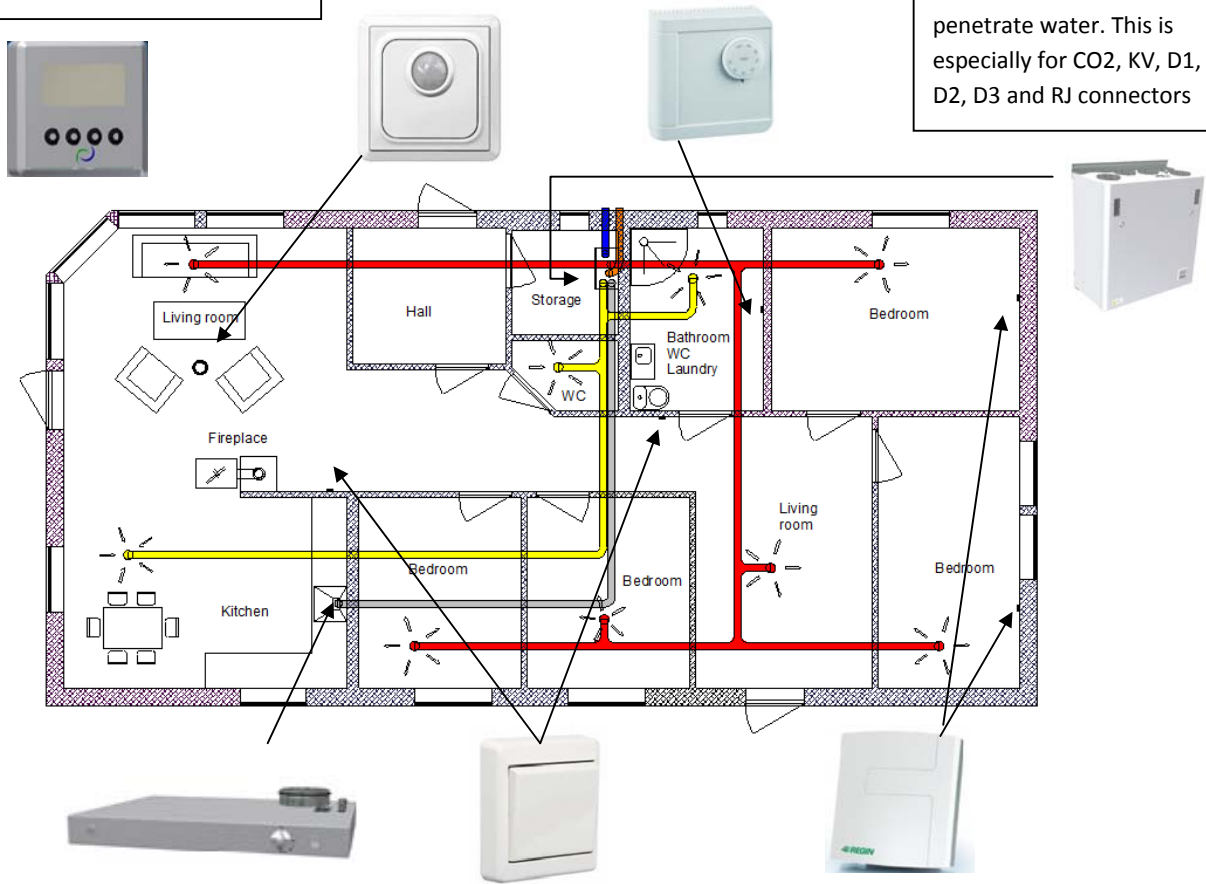 penetrate water. This is
especially for CO2, KV, D1,
D2, D3 and RJ connectors
Living room
Hall
Storage
Bathroom
WC
Laundry
Bedroom
WC
Fireplace
Living
room
Bedroom
Bedroom
Bedroom
Kitchen
REGIN